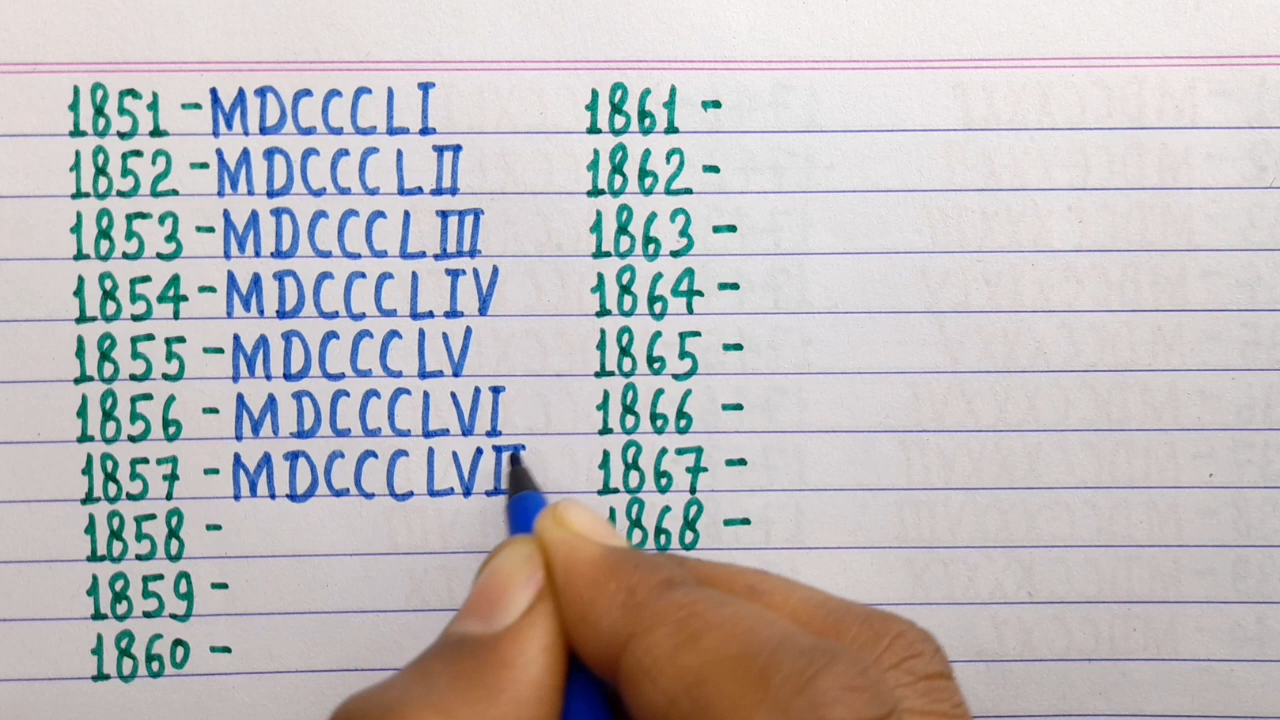 1851 - MDCCCLI
1852 - MDCCCLII
1853 - MDCCCLIII
1854 - MDCCCLIV
1855 - MDCCCLV
1856 - MDCCCLVI
1857 - MDCCCLVII
1858 -
1859 -
1860 -
1861 -
1862 -
1863 -
1864 -
1865 -
1866 -
1867 -
1868 -